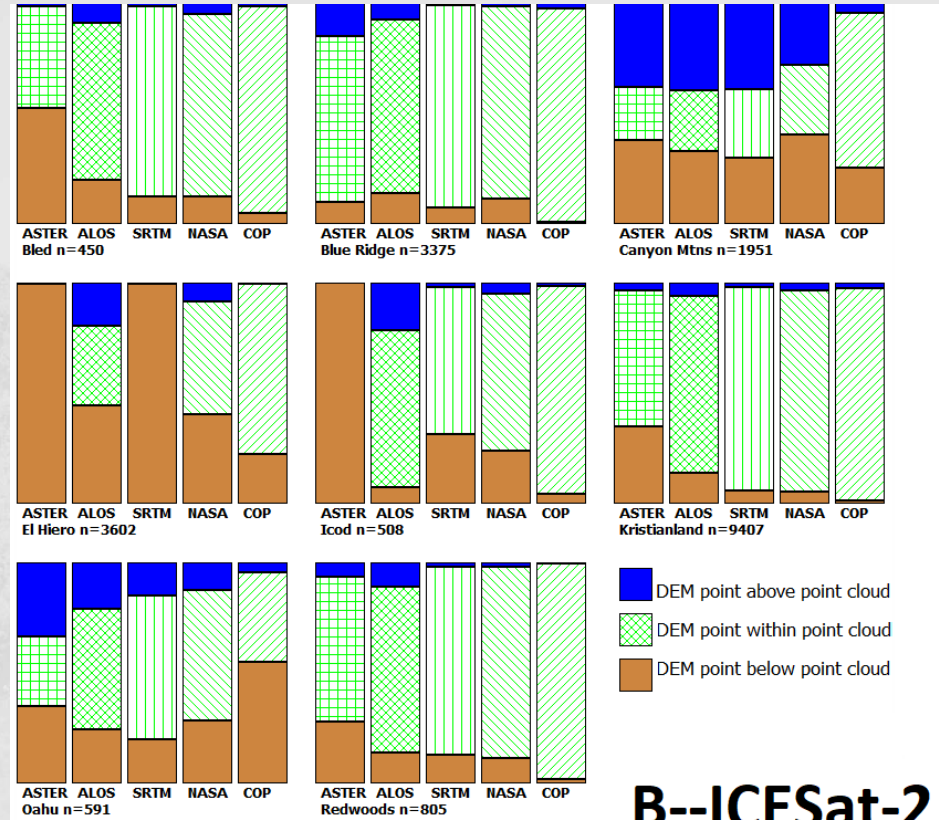 ASTER ALOS SRTM NASA COP
Bled n=450
ASTER ALOS SRTM NASA COP
Blue Ridge n=3375
ASTER ALOS SRTM NASA COP
Canyon Mtns n=1951
ASTER ALOS SRTM NASA COP
El Hiero n=3602
ASTER ALOS SRTM NASA COP
Icod n=508
ASTER ALOS SRTM NASA COP
Kristianland n=9407
ASTER ALOS SRTM NASA COP
Oahu n=591
ASTER ALOS SRTM NASA COP
Redwoods n=805
DEM point above point cloud
DEM point within point cloud
DEM point below point cloud
B--ICESat-2